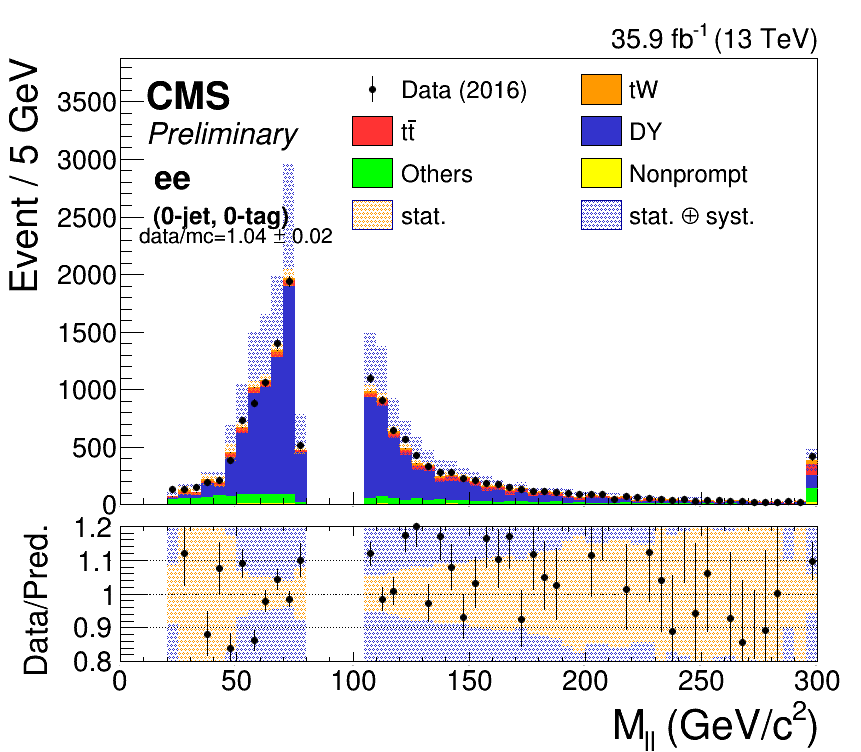 35.9 fb⁻¹ (13 TeV)
Event / 5 GeV
3500
3000
2500
2000
1500
1000
500
0
CMS
Preliminary
ee
(0-jet, 0-tag)
data/mc=1.04 ± 0.02
Data (2016)
tW
tt̄
DY
Others
Nonprompt
stat.
stat. ⊕ syst.
Data/Pred.
1.2
1.1
1
0.9
0.8
0 50 100 150 200 250 300
M_ll (GeV/c²)